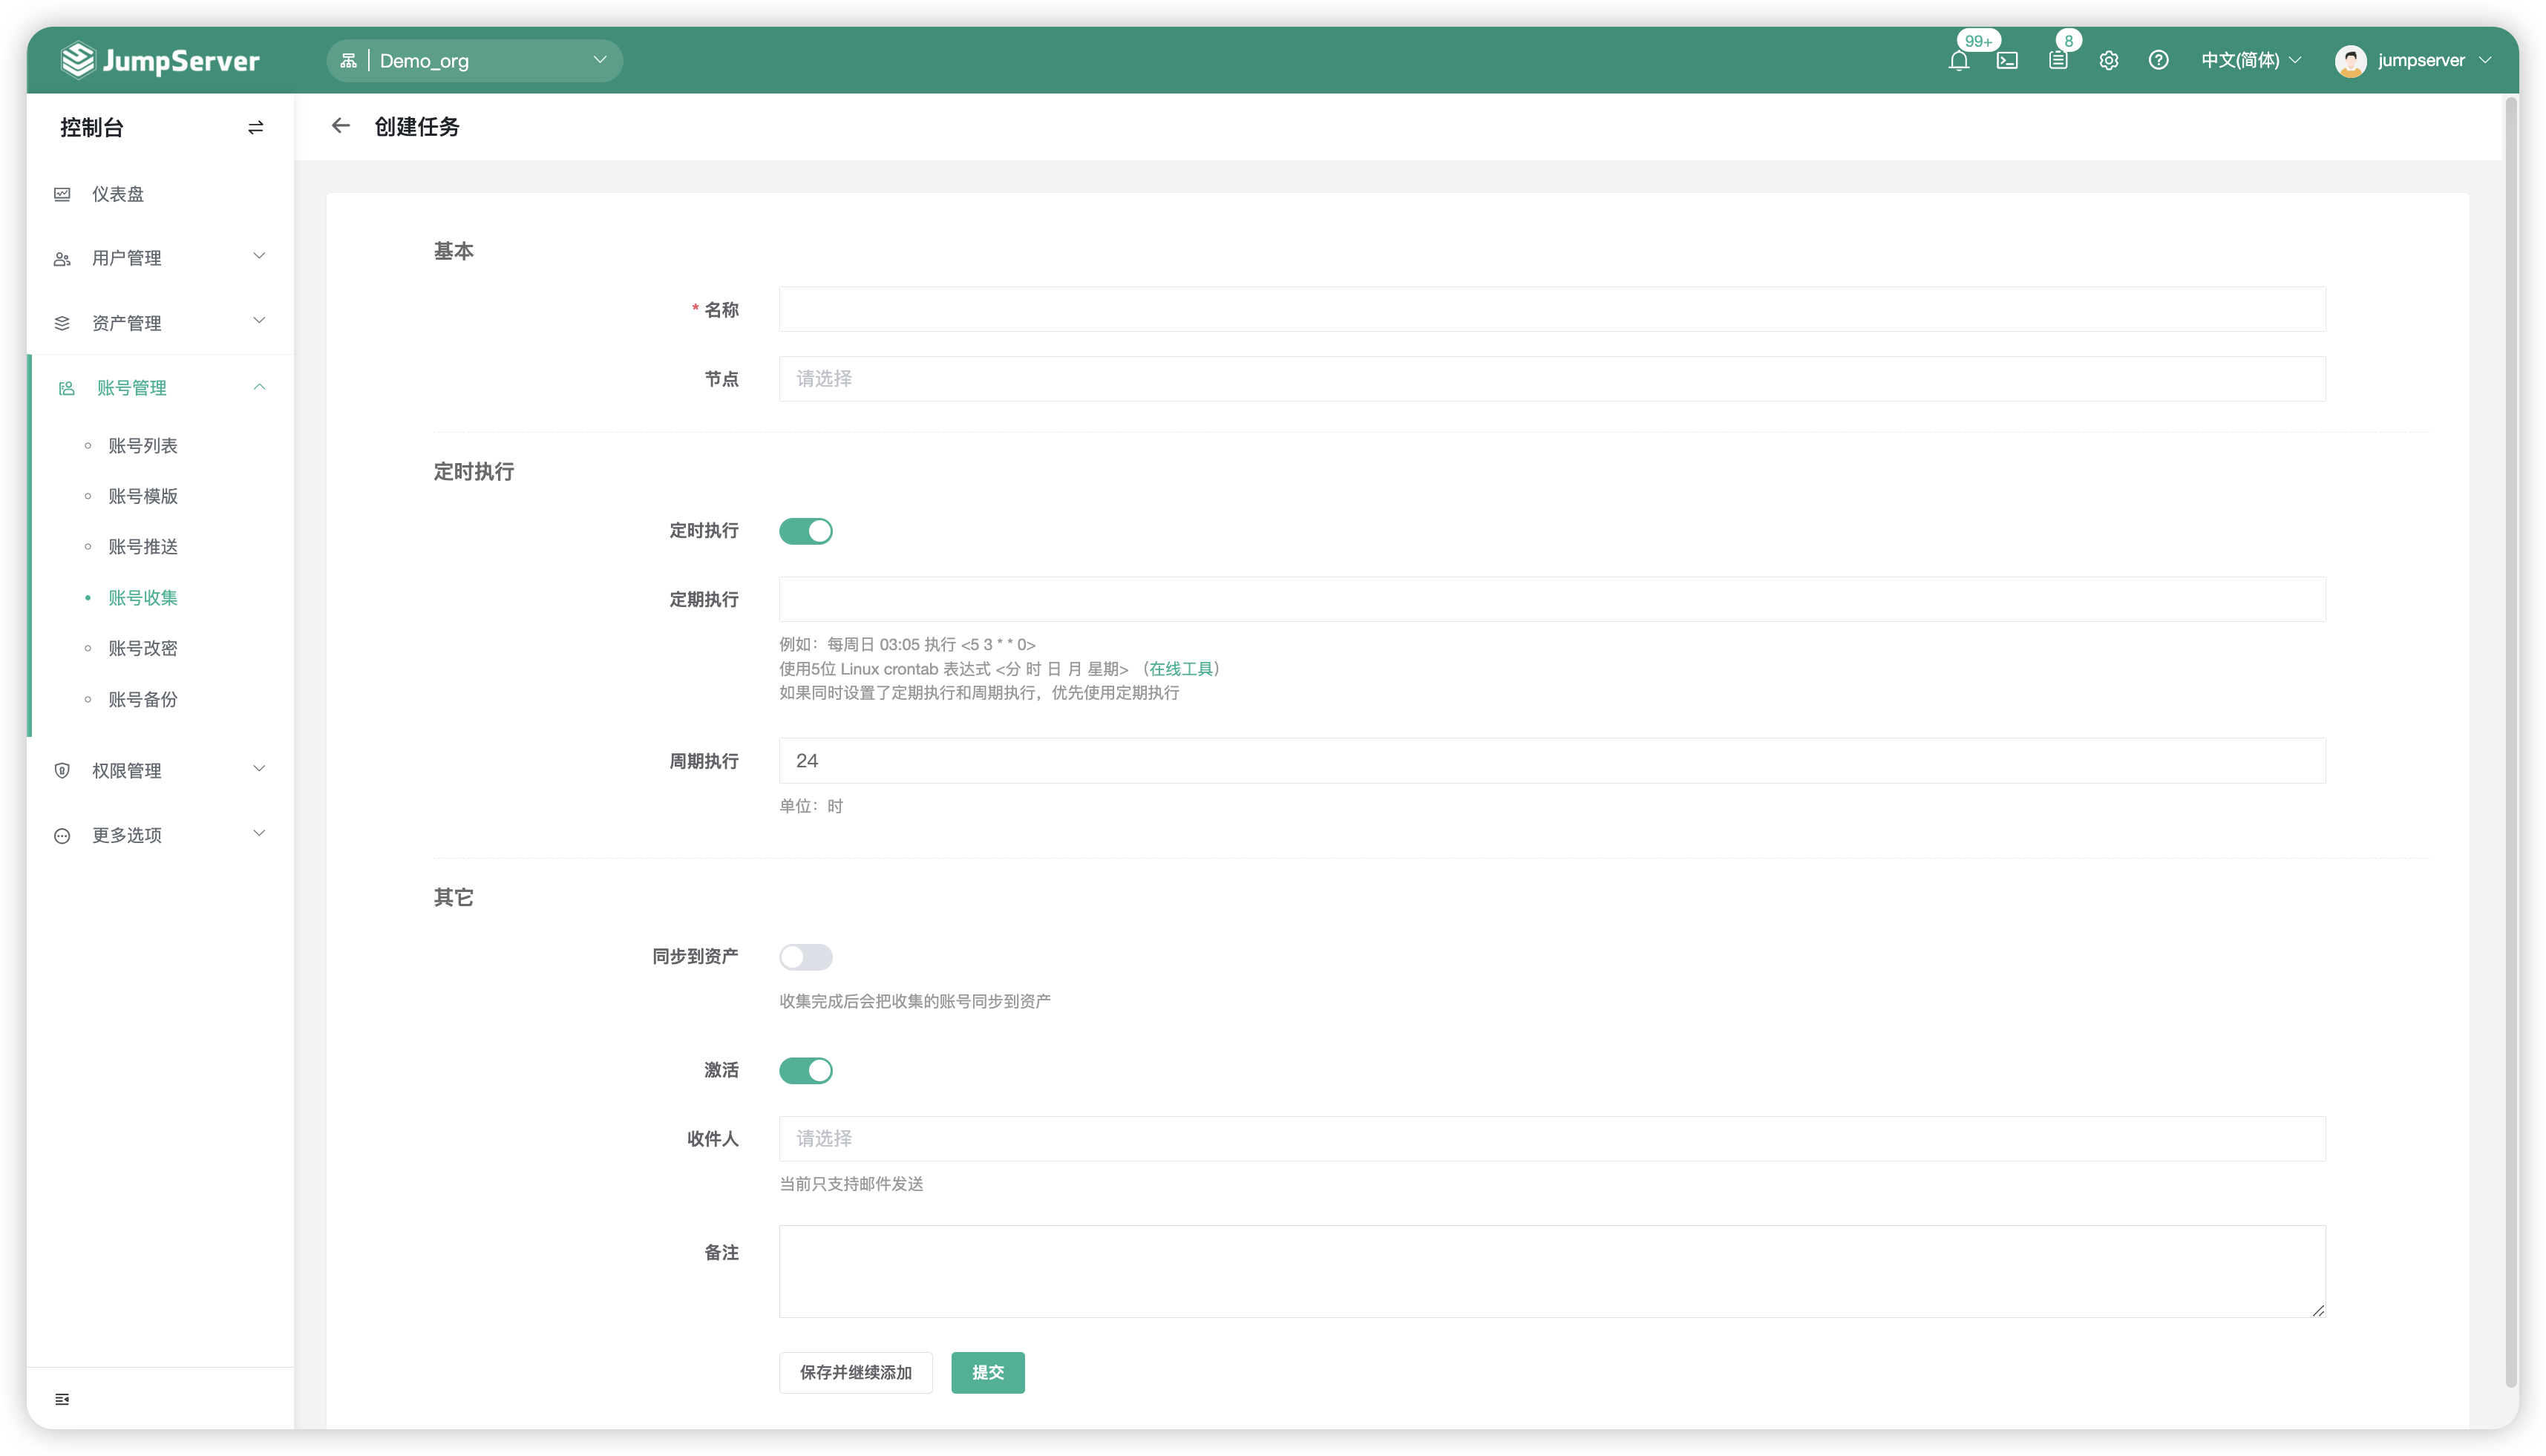 JumpServer
Demo_org
99+
8
中文(简体)
jumpserver
控制台
创建任务
仪表盘
用户管理
资产管理
账号管理
账号列表
账号模版
账号推送
账号收集
账号改密
账号备份
权限管理
更多选项
基本
* 名称
节点
请选择
定时执行
定时执行
定期执行
例如：每周日 03:05 执行 <5 3 * * 0>
使用5位 Linux crontab 表达式 <分 时 日 月 星期> （在线工具）
如果同时设置了定期执行和周期执行，优先使用定期执行
周期执行
24
单位：时
其它
同步到资产
收集完成后会把收集的账号同步到资产
激活
收件人
请选择
当前只支持邮件发送
备注
保存并继续添加
提交